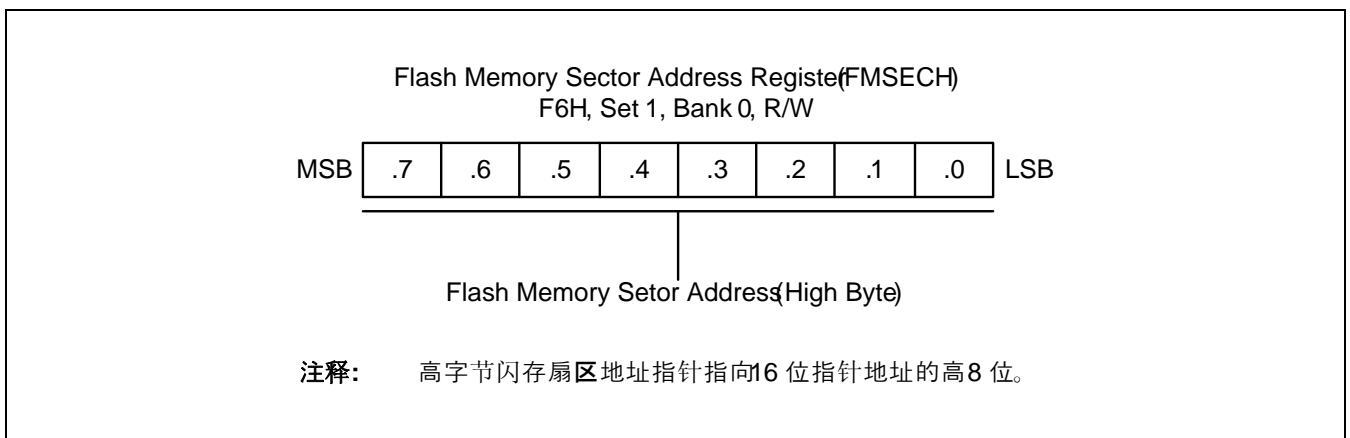 Flash Memory Sector Address Register(FMSECH)
F6H, Set 1, Bank 0, R/W
MSB .7 .6 .5 .4 .3 .2 .1 .0 LSB
Flash Memory Setor Address(High Byte)
注释: 高字节闪存扇区地址指针指向16 位指针地址的高8 位。